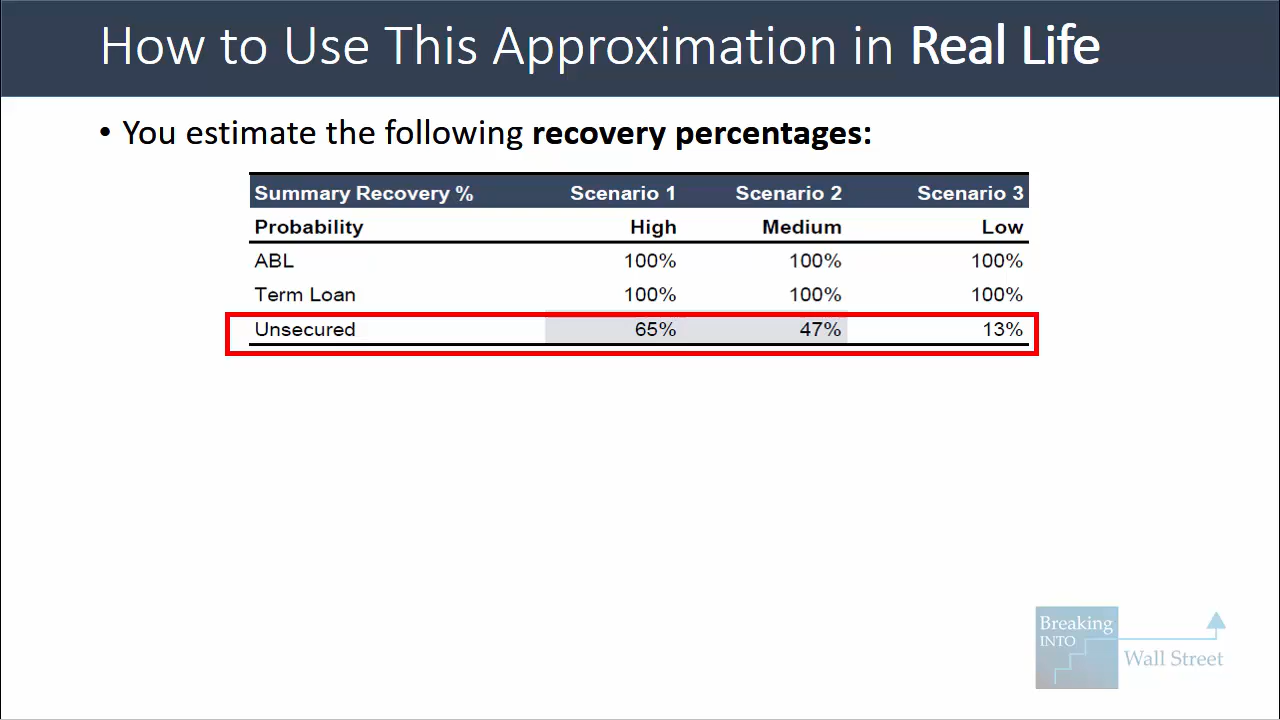 How to Use This Approximation in Real Life
• You estimate the following recovery percentages:
Summary Recovery % Scenario 1 Scenario 2 Scenario 3
Probability High Medium Low
ABL 100% 100% 100%
Term Loan 100% 100% 100%
Unsecured 65% 47% 13%
Breaking
INTO
Wall Street